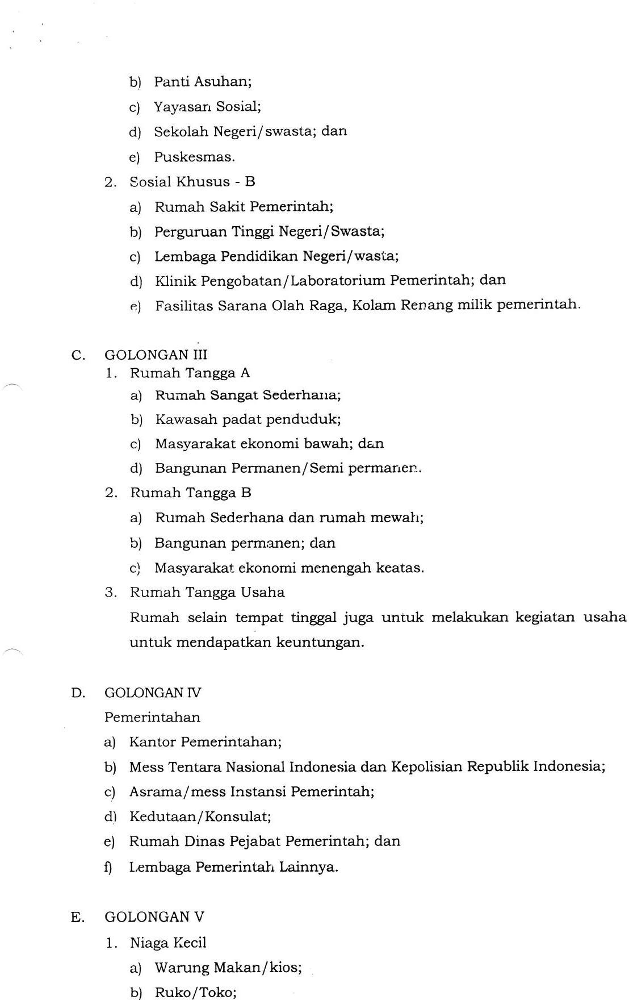 b) Panti Asuhan;
c) Yayasan Sosial;
d) Sekolah Negeri/swasta; dan
e) Puskesmas.
2. Sosial Khusus - B
a) Rumah Sakit Pemerintah;
b) Perguruan Tinggi Negeri/Swasta;
c) Lembaga Pendidikan Negeri/wasta;
d) Klinik Pengobatan/Laboratorium Pemerintah; dan
e) Fasilitas Sarana Olah Raga, Kolam Renang milik pemerintah.
C. GOLONGAN III
1. Rumah Tangga A
a) Rumah Sangat Sederhana;
b) Kawasah padat penduduk;
c) Masyarakat ekonomi bawah; dan
d) Bangunan Permanen/Semi permanen.
2. Rumah Tangga B
a) Rumah Sederhana dan rumah mewah;
b) Bangunan permanen; dan
c) Masyarakat ekonomi menengah keatas.
3. Rumah Tangga Usaha
Rumah selain tempat tinggal juga untuk melakukan kegiatan usaha
untuk mendapatkan keuntungan.
D. GOLONGAN IV
Pemerintahan
a) Kantor Pemerintahan;
b) Mess Tentara Nasional Indonesia dan Kepolisian Republik Indonesia;
c) Asrama/mess Instansi Pemerintah;
d) Kedutaan/Konsulat;
e) Rumah Dinas Pejabat Pemerintah; dan
f) Lembaga Pemerintah Lainnya.
E. GOLONGAN V
1. Niaga Kecil
a) Warung Makan/kios;
b) Ruko/Toko;